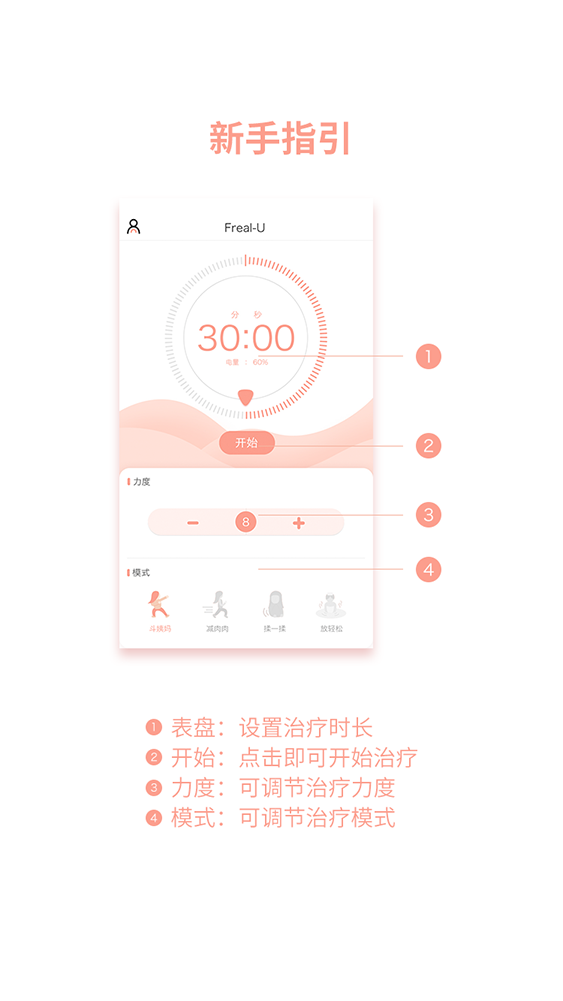 新手指引
Freal-U
分 秒
30:00
电量 : 60%
1
开始
2
力度
− 8 +
3
模式
4
斗姨妈 减肉肉 揉一揉 放轻松
1 表盘：设置治疗时长
2 开始：点击即可开始治疗
3 力度：可调节治疗力度
4 模式：可调节治疗模式